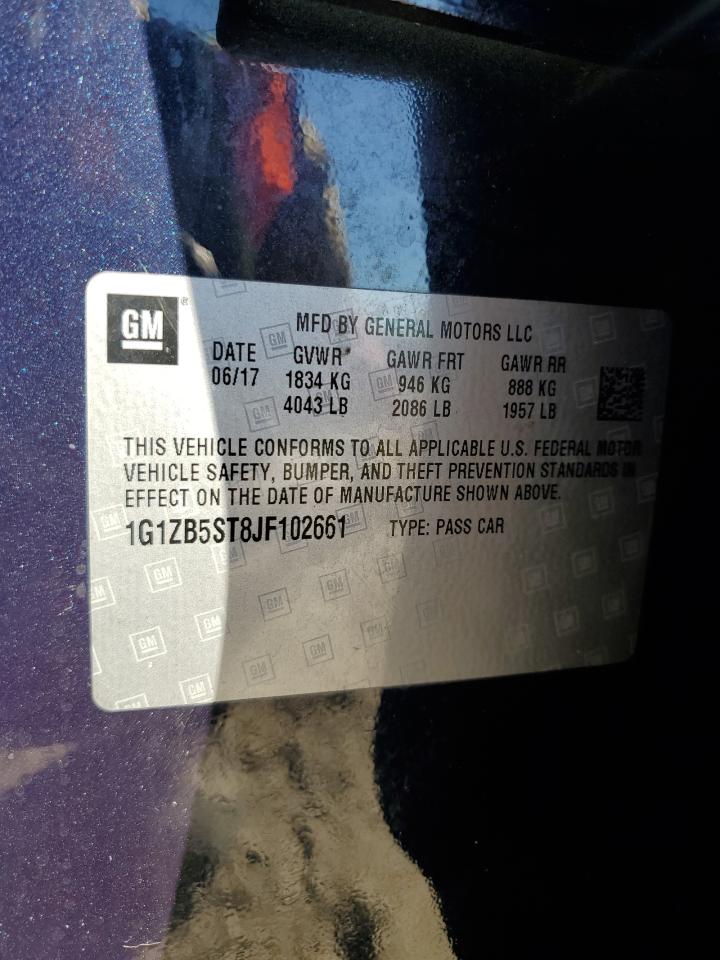 GM
MFD BY GENERAL MOTORS LLC
DATE GVWR GAWR FRT GAWR RR
06/17 1834 KG 946 KG 888 KG
4043 LB 2086 LB 1957 LB
THIS VEHICLE CONFORMS TO ALL APPLICABLE U.S. FEDERAL MOTOR
VEHICLE SAFETY, BUMPER, AND THEFT PREVENTION STANDARDS IN
EFFECT ON THE DATE OF MANUFACTURE SHOWN ABOVE.
1G1ZB5ST8JF102661 TYPE: PASS CAR